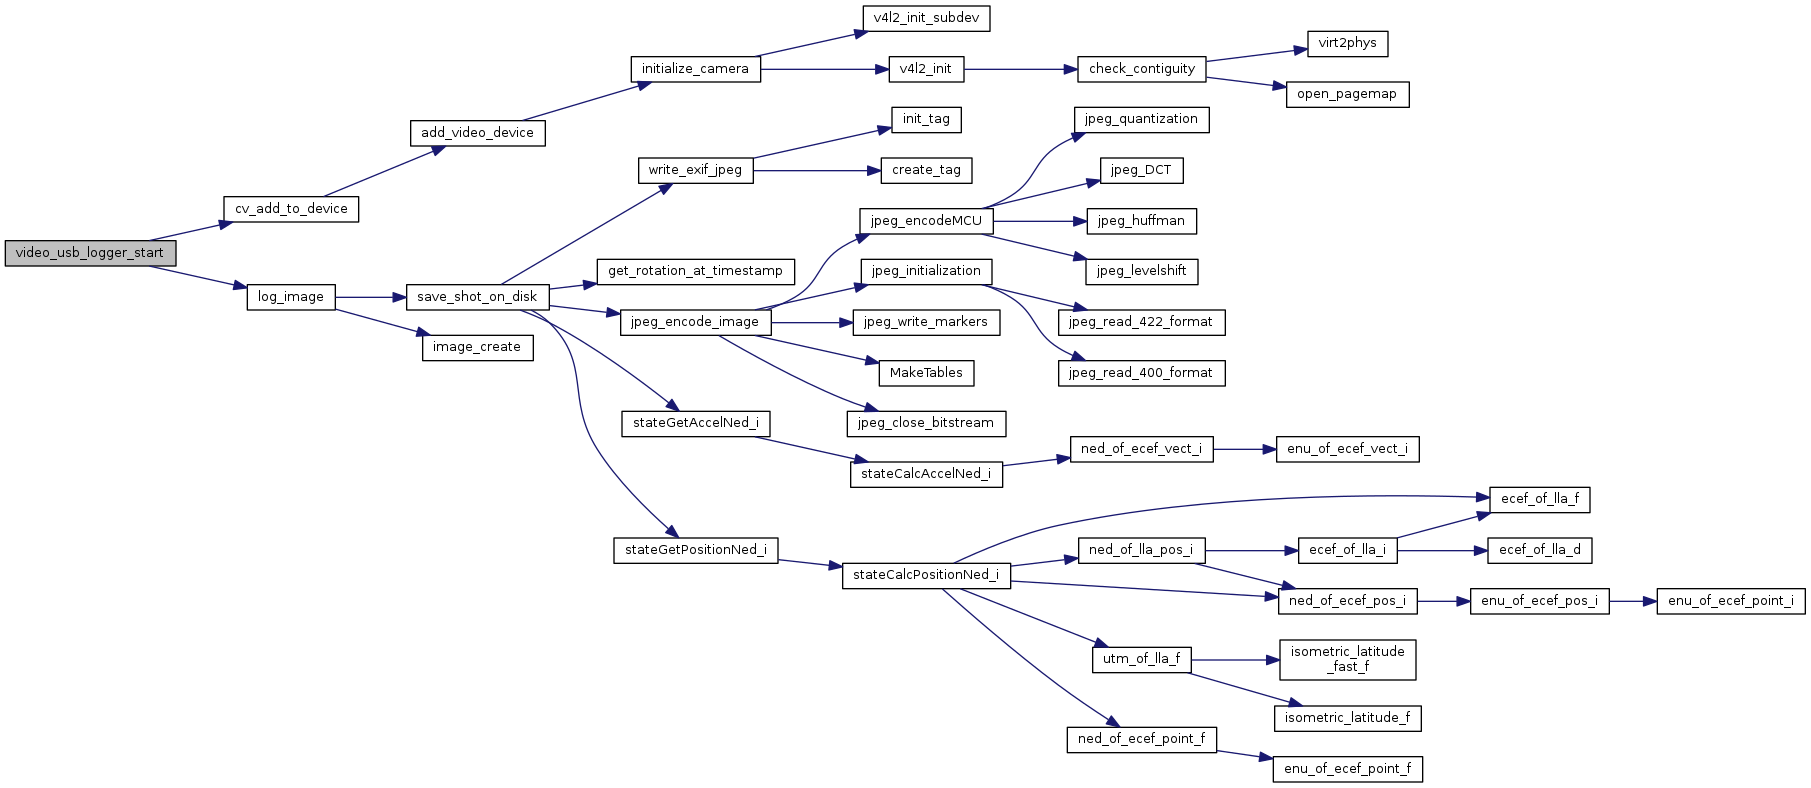 v4l2_init_subdev
virt2phys
initialize_camera
v4l2_init
check_contiguity
open_pagemap
add_video_device
init_tag
jpeg_quantization
write_exif_jpeg
create_tag
jpeg_DCT
cv_add_to_device
jpeg_encodeMCU
jpeg_huffman
video_usb_logger_start
get_rotation_at_timestamp
jpeg_initialization
jpeg_levelshift
log_image
save_shot_on_disk
jpeg_encode_image
jpeg_write_markers
jpeg_read_422_format
image_create
MakeTables
jpeg_read_400_format
stateGetAccelNed_i
jpeg_close_bitstream
ned_of_ecef_vect_i
enu_of_ecef_vect_i
stateCalcAccelNed_i
ecef_of_lla_f
stateGetPositionNed_i
ned_of_lla_pos_i
ecef_of_lla_i
ecef_of_lla_d
stateCalcPositionNed_i
ned_of_ecef_pos_i
enu_of_ecef_pos_i
enu_of_ecef_point_i
utm_of_lla_f
isometric_latitude
_fast_f
isometric_latitude_f
ned_of_ecef_point_f
enu_of_ecef_point_f